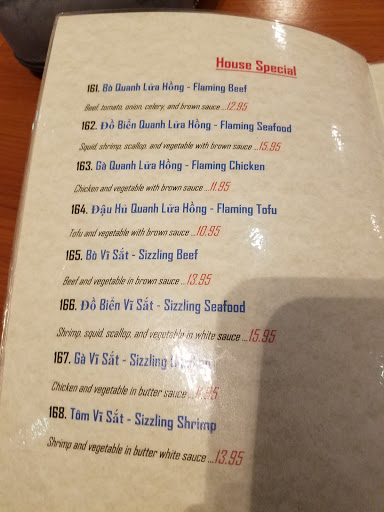 House Special
161. Bò Quanh Lửa Hồng - Flaming Beef
Beef, tomato, onion, celery, and brown sauce ...12.95
162. Đồ Biển Quanh Lửa Hồng - Flaming Seafood
Squid, shrimp, scallop, and vegetable with brown sauce ...15.95
163. Gà Quanh Lửa Hồng - Flaming Chicken
Chicken and vegetable with brown sauce ...11.95
164. Đậu Hủ Quanh Lửa Hồng - Flaming Tofu
Tofu and vegetable with brown sauce ...10.95
165. Bò Vĩ Sắt - Sizzling Beef
Beef and vegetable in brown sauce ...13.95
166. Đồ Biển Vĩ Sắt - Sizzling Seafood
Shrimp, squid, scallop, and vegetable in white sauce ...15.95
167. Gà Vĩ Sắt - Sizzling
Chicken and vegetable in butter sauce
168. Tôm Vĩ Sắt - Sizzling Shrimp
Shrimp and vegetable in butter white sauce ...13.95